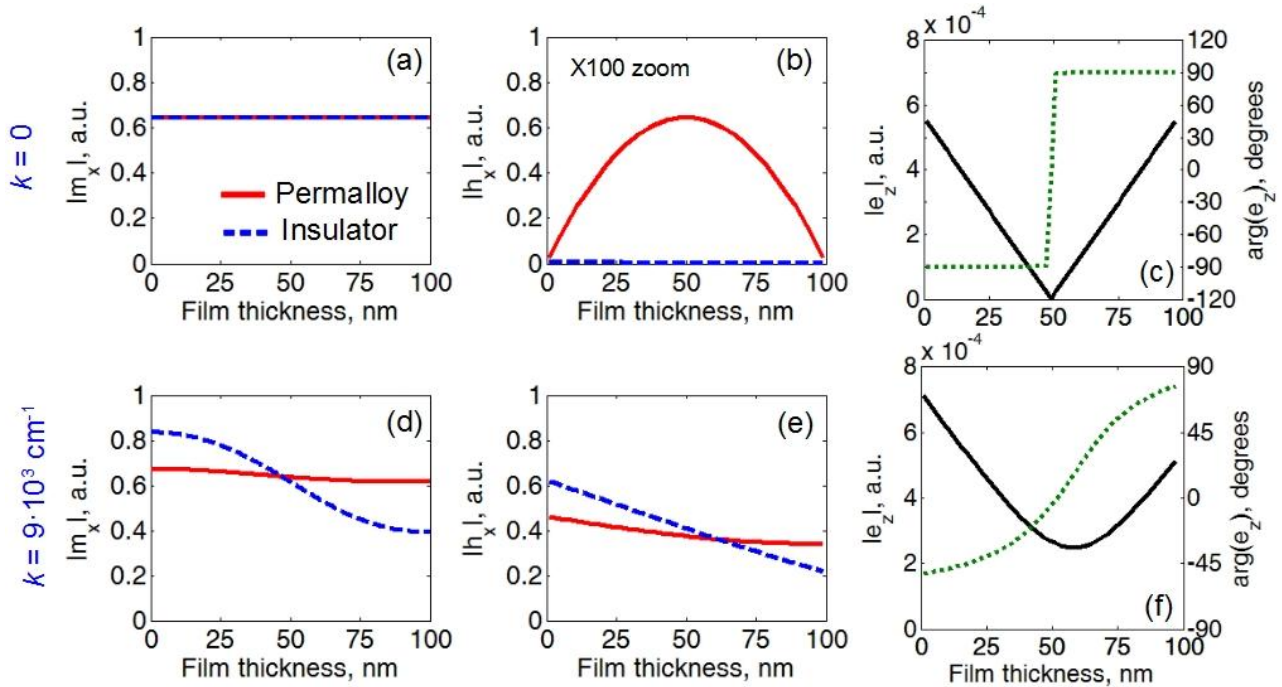 k = 0
(a)
|m_x|, a.u.
1
0.8
0.6
0.4
0.2
0
Permalloy
Insulator
0 25 50 75 100
Film thickness, nm
(b)
X100 zoom
|h_x|, a.u.
1
0.8
0.6
0.4
0.2
0
0 25 50 75 100
Film thickness, nm
x 10⁻⁴
(c)
|e_z|, a.u.
8
6
4
2
0
120
90
60
30
0
-30
-60
-90
-120
arg(e_z), degrees
0 25 50 75 100
Film thickness, nm
k = 9·10³ cm⁻¹
(d)
|m_x|, a.u.
1
0.8
0.6
0.4
0.2
0
0 25 50 75 100
Film thickness, nm
(e)
|h_x|, a.u.
1
0.8
0.6
0.4
0.2
0
0 25 50 75 100
Film thickness, nm
x 10⁻⁴
(f)
|e_z|, a.u.
8
6
4
2
0
90
45
0
-45
-90
arg(e_z), degrees
0 25 50 75 100
Film thickness, nm